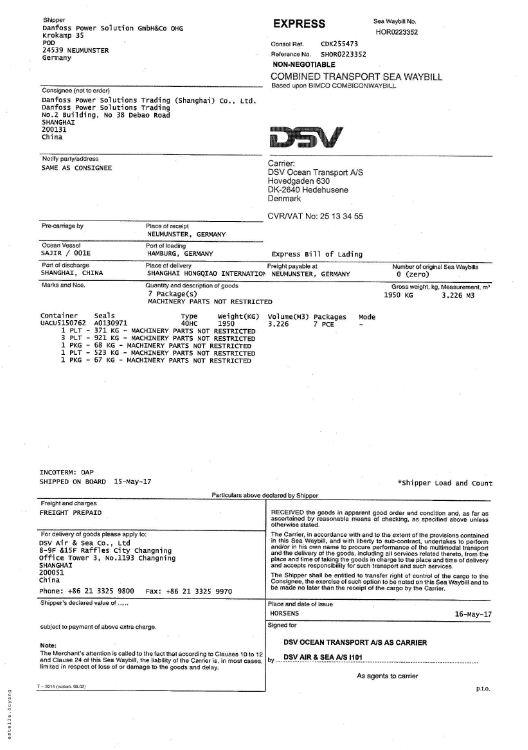 Shipper
Danfoss Power Solution GmbH&Co OHG
Krokamp 35
POD
24539 NEUMUNSTER
Germany
EXPRESS
Sea Waybill No.
HOR0223352
Consol Ref. CDK255473
Reference No. SHOR0223352
NON-NEGOTIABLE
COMBINED TRANSPORT SEA WAYBILL
Based upon BIMCO COMBICONWAYBILL
Consignee (not to order)
Danfoss Power Solutions Trading (Shanghai) Co., Ltd.
Danfoss Power Solutions Trading
No.2 Building, No 38 Debao Road
SHANGHAI
200131
China
DSV
Notify party/address
SAME AS CONSIGNEE
Carrier:
DSV Ocean Transport A/S
Hovedgaden 630
DK-2640 Hedehusene
Denmark
CVR/VAT No: 25 13 34 55
Pre-carriage by
Place of receipt
NEUMUNSTER, GERMANY
Ocean Vessel
SAJIR / 001E
Port of loading
HAMBURG, GERMANY
Express Bill of Lading
Port of discharge
SHANGHAI, CHINA
Place of delivery
SHANGHAI HONGQIAO INTERNATION
Freight payable at
NEUMUNSTER, GERMANY
Number of original Sea Waybills
0 (zero)
Marks and Nos.
Quantity and description of goods
Gross weight, kg, Measurement, m³
7 Package(s)
1950 KG 3.226 M3
MACHINERY PARTS NOT RESTRICTED
Container Seals Type Weight(KG) Volume(M3) Packages Mode
UACU5150762 A0130971 40HC 1950 3.226 7 PCE –
1 PLT - 371 KG - MACHINERY PARTS NOT RESTRICTED
3 PLT - 921 KG - MACHINERY PARTS NOT RESTRICTED
1 PKG - 68 KG - MACHINERY PARTS NOT RESTRICTED
1 PLT - 523 KG - MACHINERY PARTS NOT RESTRICTED
1 PKG - 67 KG - MACHINERY PARTS NOT RESTRICTED
INCOTERM: DAP
SHIPPED ON BOARD 15-May-17
*Shipper Load and Count
Particulars above declared by Shipper
Freight and charges
FREIGHT PREPAID
RECEIVED the goods in apparent good order and condition and, as far as
ascertained by reasonable means of checking, as specified above unless
otherwise stated.
For delivery of goods please apply to:
DSV Air & Sea Co., Ltd
8-9F &15F Raffles City Changning
Office Tower 3, No.1193 Changning
SHANGHAI
200051
China
Phone: +86 21 3325 9800 Fax: +86 21 3325 9970
The Carrier, in accordance with and to the extent of the provisions contained
in this Sea Waybill, and with liberty to sub-contract, undertakes to perform
and/or in his own name to procure performance of the multimodal transport
and the delivery of the goods, including all services related thereto, from the
place and time of taking the goods in charge to the place and time of delivery
and accepts responsibility for such transport and such services.
The Shipper shall be entitled to transfer right of control of the cargo to the
Consignee, the exercise of such option to be noted on this Sea Waybill and to
be made no later than the receipt of the cargo by the Carrier.
Shipper's declared value of .....
subject to payment of above extra charge.
Place and date of issue
HORSENS 16-May-17
Signed for
Note:
The Merchant's attention is called to the fact that according to Clauses 10 to 12
and Clause 24 of this Sea Waybill, the liability of the Carrier is, in most cases,
limited in respect of loss of or damage to the goods and delay.
DSV OCEAN TRANSPORT A/S AS CARRIER
by DSV AIR & SEA A/S I101
As agents to carrier
p.t.o.